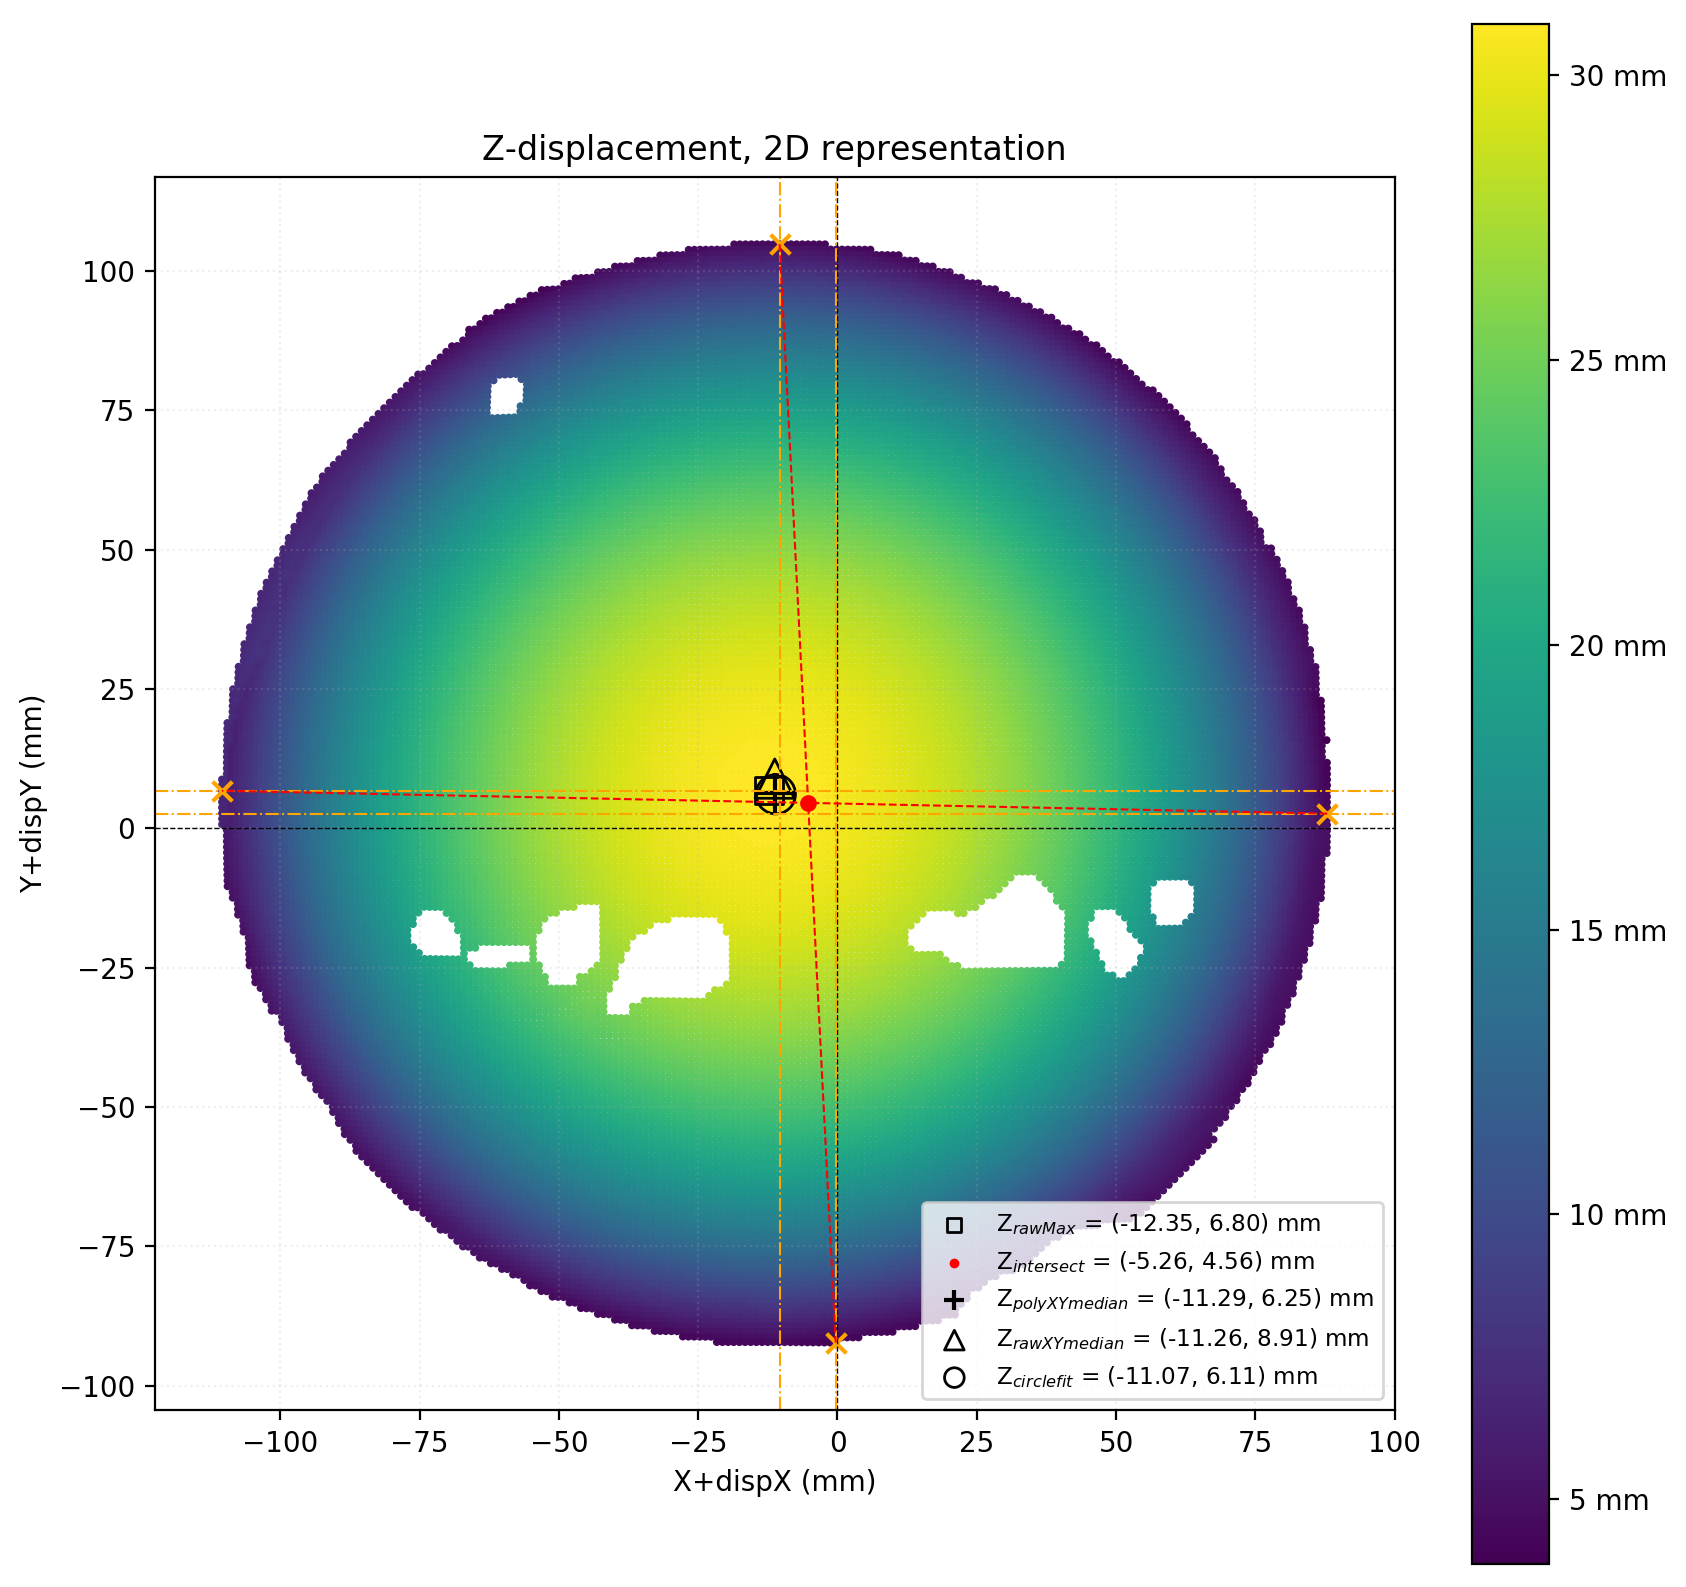 Z-displacement, 2D representation
30 mm
25 mm
20 mm
15 mm
10 mm
5 mm
Y+dispY (mm)
100
75
50
25
0
−25
−50
−75
−100
Z_rawMax = (-12.35, 6.80) mm
Z_intersect = (-5.26, 4.56) mm
Z_polyXYmedian = (-11.29, 6.25) mm
Z_rawXYmedian = (-11.26, 8.91) mm
Z_circlefit = (-11.07, 6.11) mm
−100 −75 −50 −25 0 25 50 75 100
X+dispX (mm)